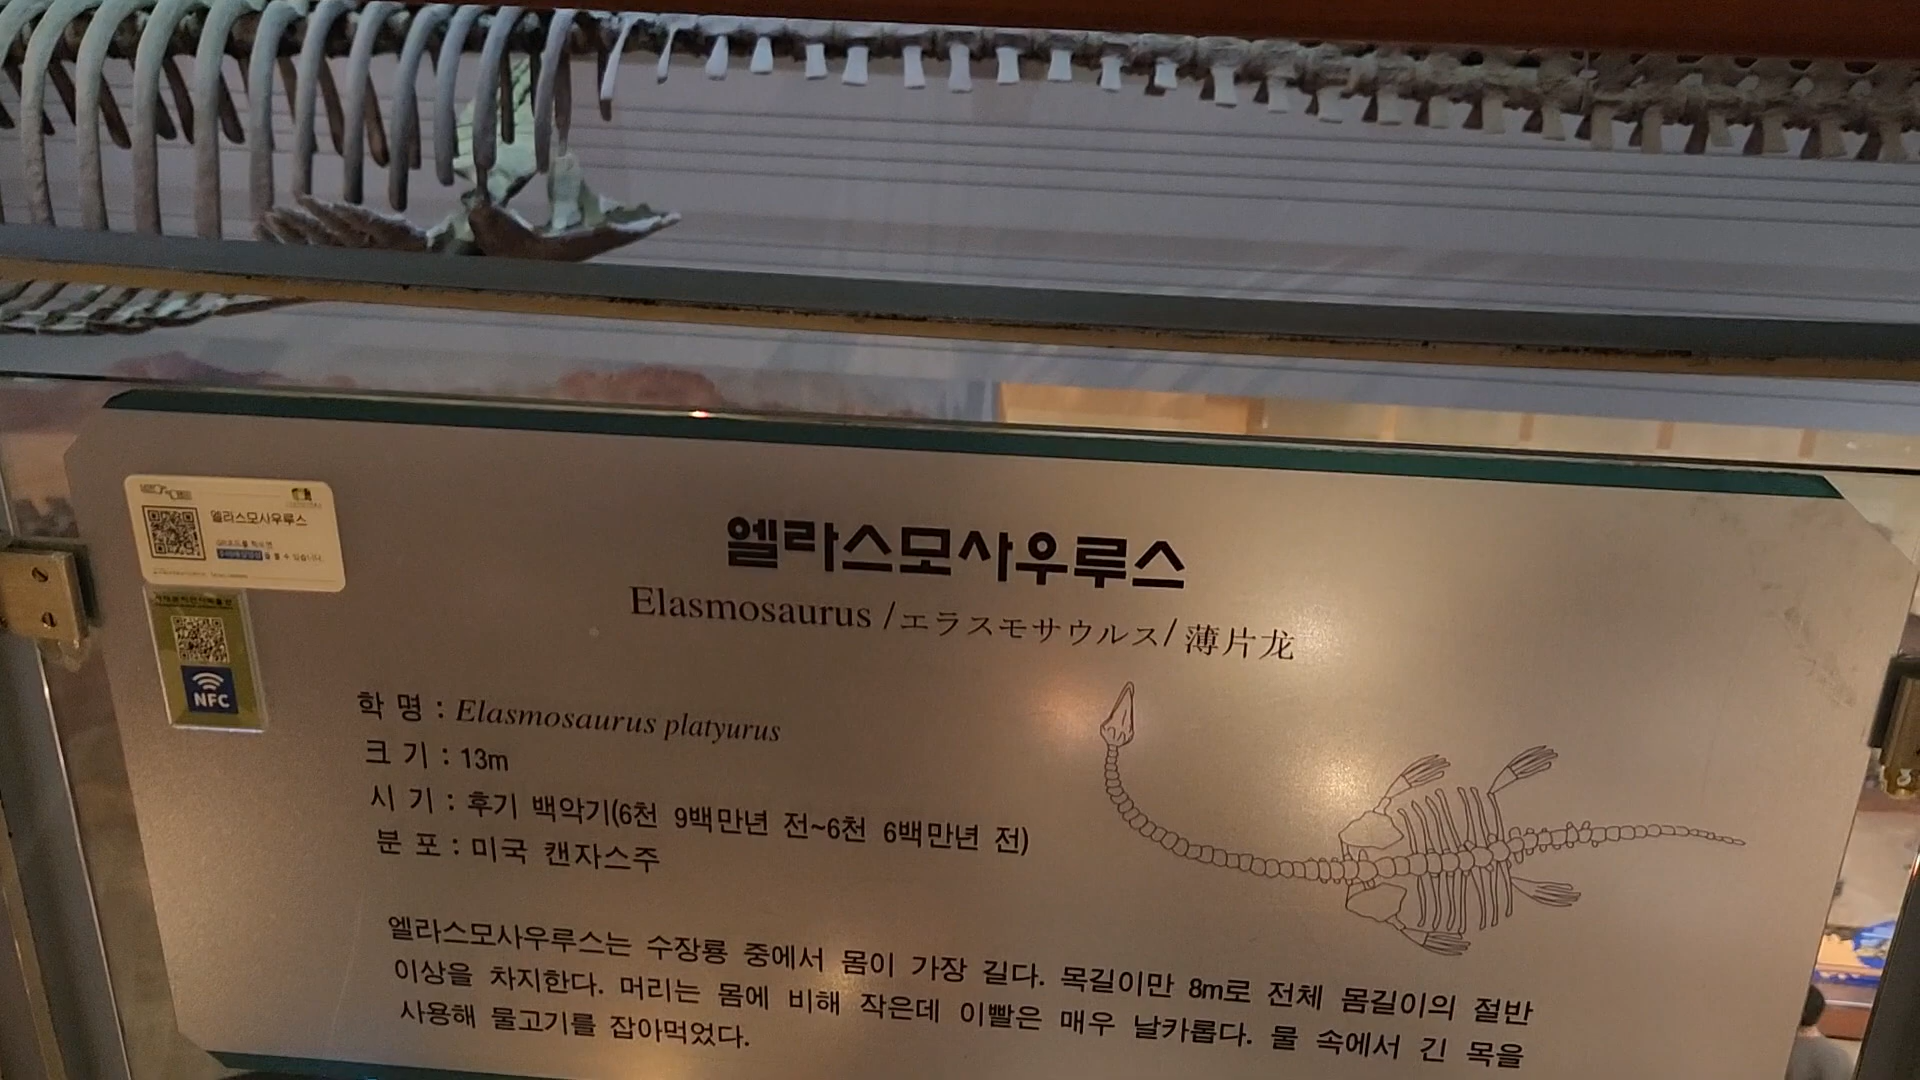 엘라스모사우루스
Elasmosaurus /エラスモサウルス/ 薄片龙
학 명 : Elasmosaurus platyurus
크 기 : 13m
시 기 : 후기 백악기(6천 9백만년 전~6천 6백만년 전)
분 포 : 미국 캔자스주
엘라스모사우루스는 수장룡 중에서 몸이 가장 길다. 목길이만 8m로 전체 몸길이의 절반
이상을 차지한다. 머리는 몸에 비해 작은데 이빨은 매우 날카롭다. 물 속에서 긴 목을
사용해 물고기를 잡아먹었다.
엘라스모사우루스
NFC